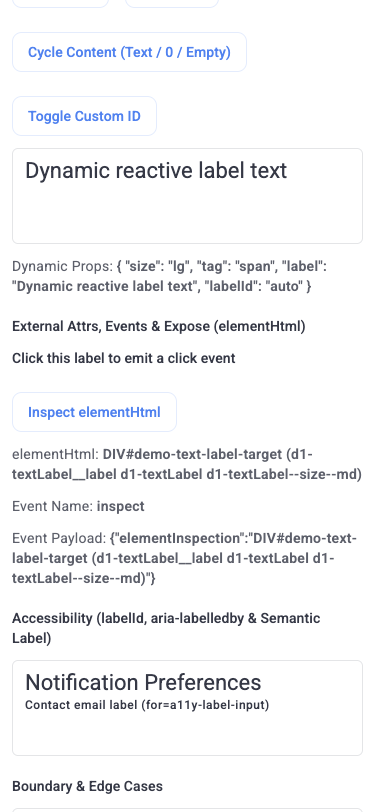 Cycle Content (Text / 0 / Empty)
Toggle Custom ID
Dynamic reactive label text
Dynamic Props: { "size": "lg", "tag": "span", "label":
"Dynamic reactive label text", "labelId": "auto" }
External Attrs, Events & Expose (elementHtml)
Click this label to emit a click event
Inspect elementHtml
elementHtml: DIV#demo-text-label-target (d1-
textLabel__label d1-textLabel d1-textLabel--size--md)
Event Name: inspect
Event Payload: {"elementInspection":"DIV#demo-text-
label-target (d1-textLabel__label d1-textLabel d1-
textLabel--size--md)"}
Accessibility (labelId, aria-labelledby & Semantic
Label)
Notification Preferences
Contact email label (for=a11y-label-input)
Boundary & Edge Cases